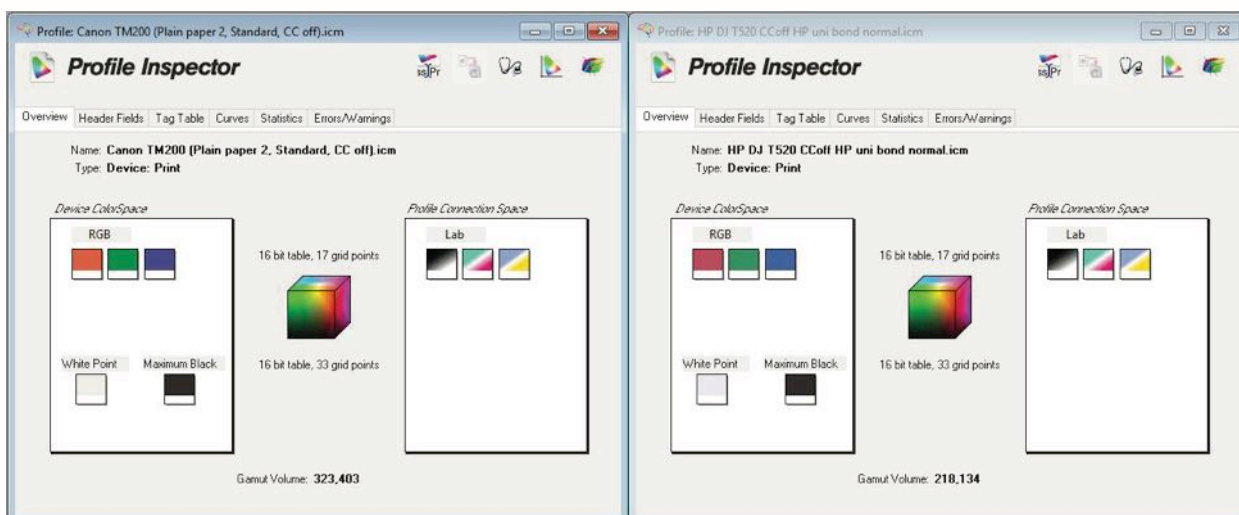 Profile: Canon TM200 (Plain paper 2, Standard, CC off).icm
Profile Inspector
Overview Header Fields Tag Table Curves Statistics Errors/Warnings
Name: Canon TM200 (Plain paper 2, Standard, CC off).icm
Type: Device: Print
Device ColorSpace
Profile Connection Space
RGB
Lab
16 bit table, 17 grid points
White Point Maximum Black
16 bit table, 33 grid points
Gamut Volume: 323,403
Profile: HP DJ T520 CCoff HP uni bond normal.icm
Profile Inspector
Overview Header Fields Tag Table Curves Statistics Errors/Warnings
Name: HP DJ T520 CCoff HP uni bond normal.icm
Type: Device: Print
Device ColorSpace
Profile Connection Space
RGB
Lab
16 bit table, 17 grid points
White Point Maximum Black
16 bit table, 33 grid points
Gamut Volume: 218,134